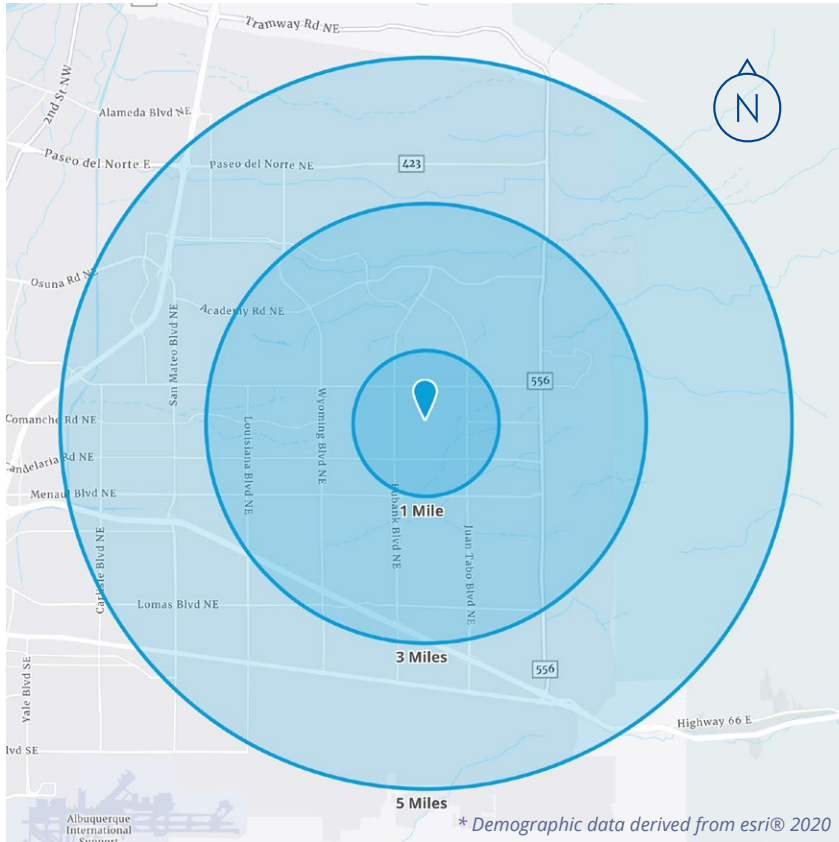 Tramway Rd NE
2nd St NW
N
Alameda Blvd NE
Paseo del Norte E
Paseo del Norte NE
423
Osuna Rd NE
Academy Rd NE
San Mateo Blvd NE
556
Comanche Rd NE
Louisiana Blvd NE
Wyoming Blvd NE
Candelaria Rd NE
Menaul Blvd NE
Eubank Blvd NE
1 Mile
Juan Tabo Blvd NE
Carlisle Blvd NE
Lomas Blvd NE
3 Miles
556
Yale Blvd SE
Highway 66 E
lvd SE
5 Miles
Albuquerque
International
Sunport
* Demographic data derived from esri® 2020